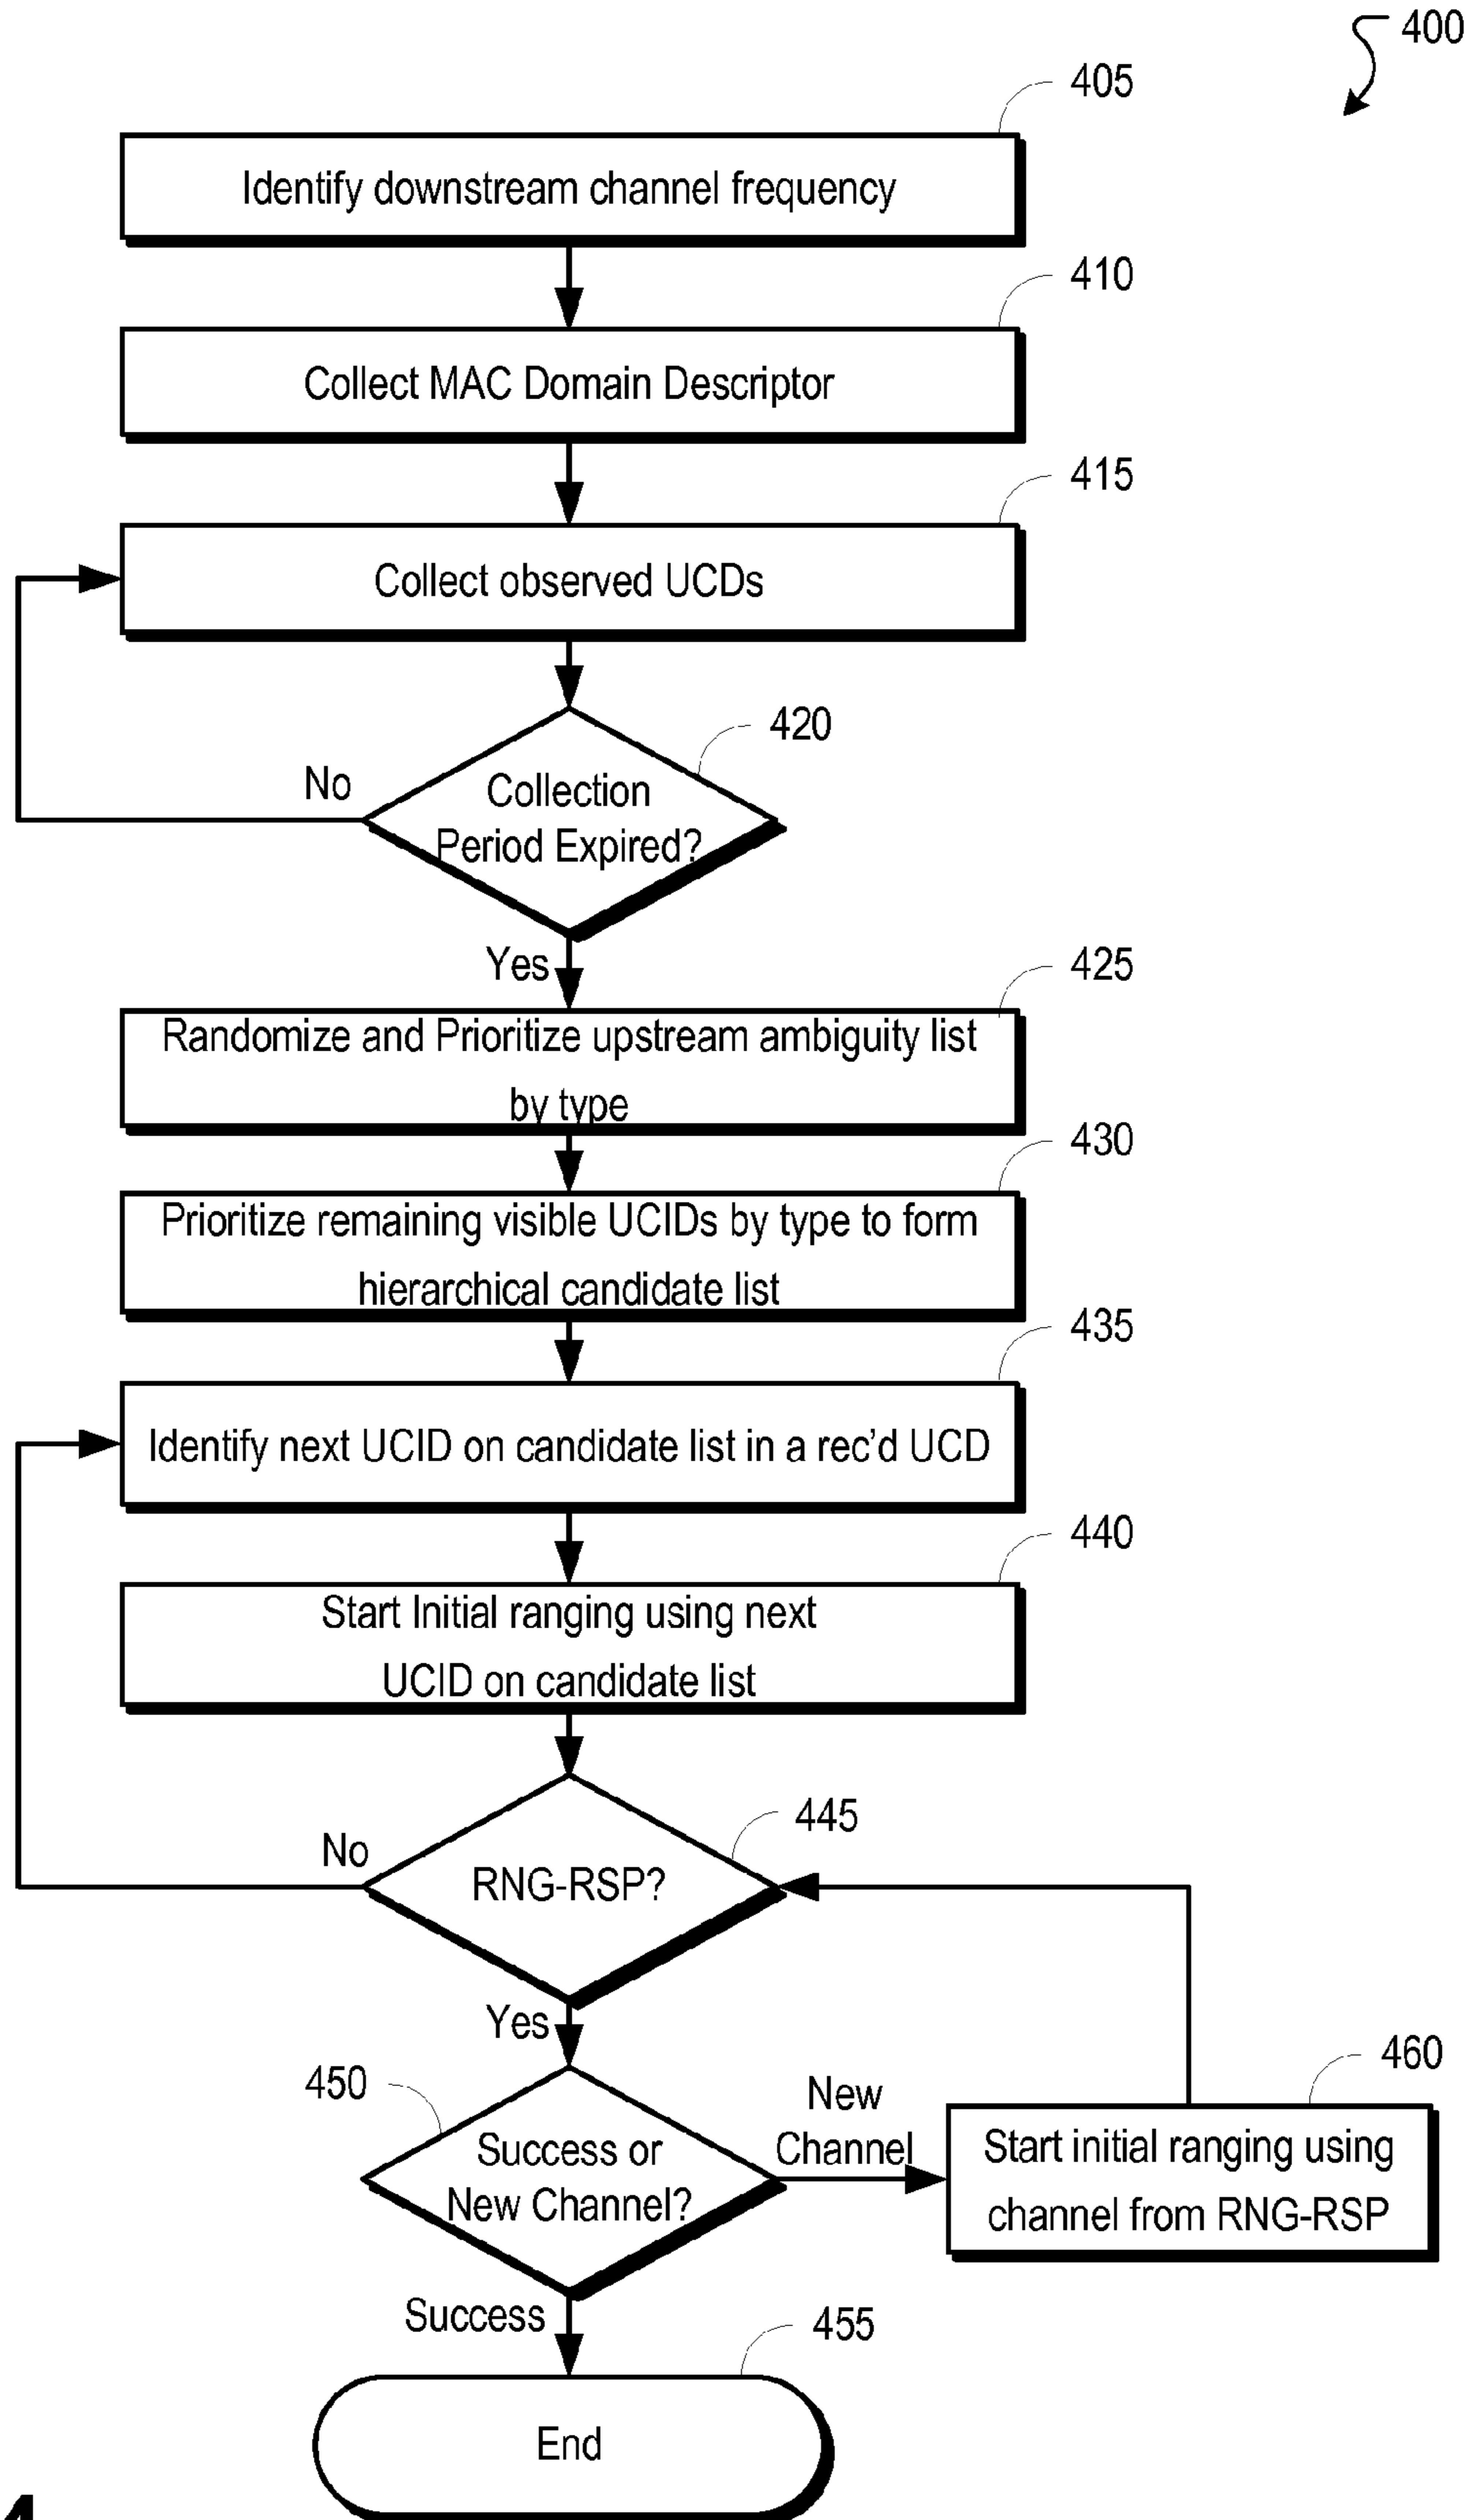 400
405
Identify downstream channel frequency
410
Collect MAC Domain Descriptor
415
Collect observed UCDs
420
No
Collection
Period Expired?
Yes
425
Randomize and Prioritize upstream ambiguity list
by type
430
Prioritize remaining visible UCIDs by type to form
hierarchical candidate list
435
Identify next UCID on candidate list in a rec'd UCD
440
Start Initial ranging using next
UCID on candidate list
445
No
RNG-RSP?
Yes
450
460
New
Channel
Success or
New Channel?
Start initial ranging using
channel from RNG-RSP
Success
455
End
4